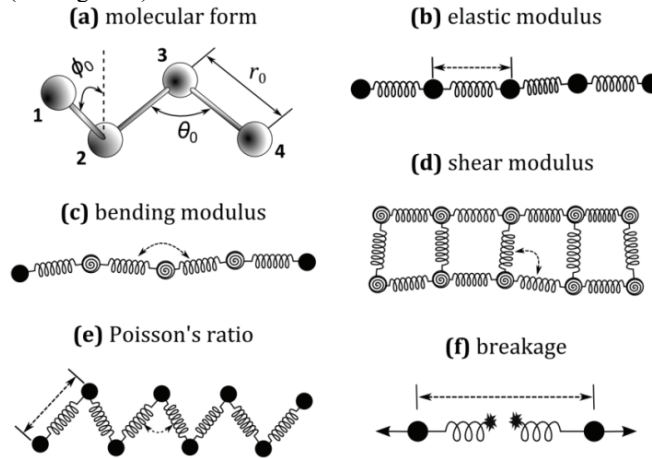 (a) molecular form
ϕ₀
1
2
3
4
r₀
θ₀
(b) elastic modulus
(c) bending modulus
(d) shear modulus
(e) Poisson's ratio
(f) breakage